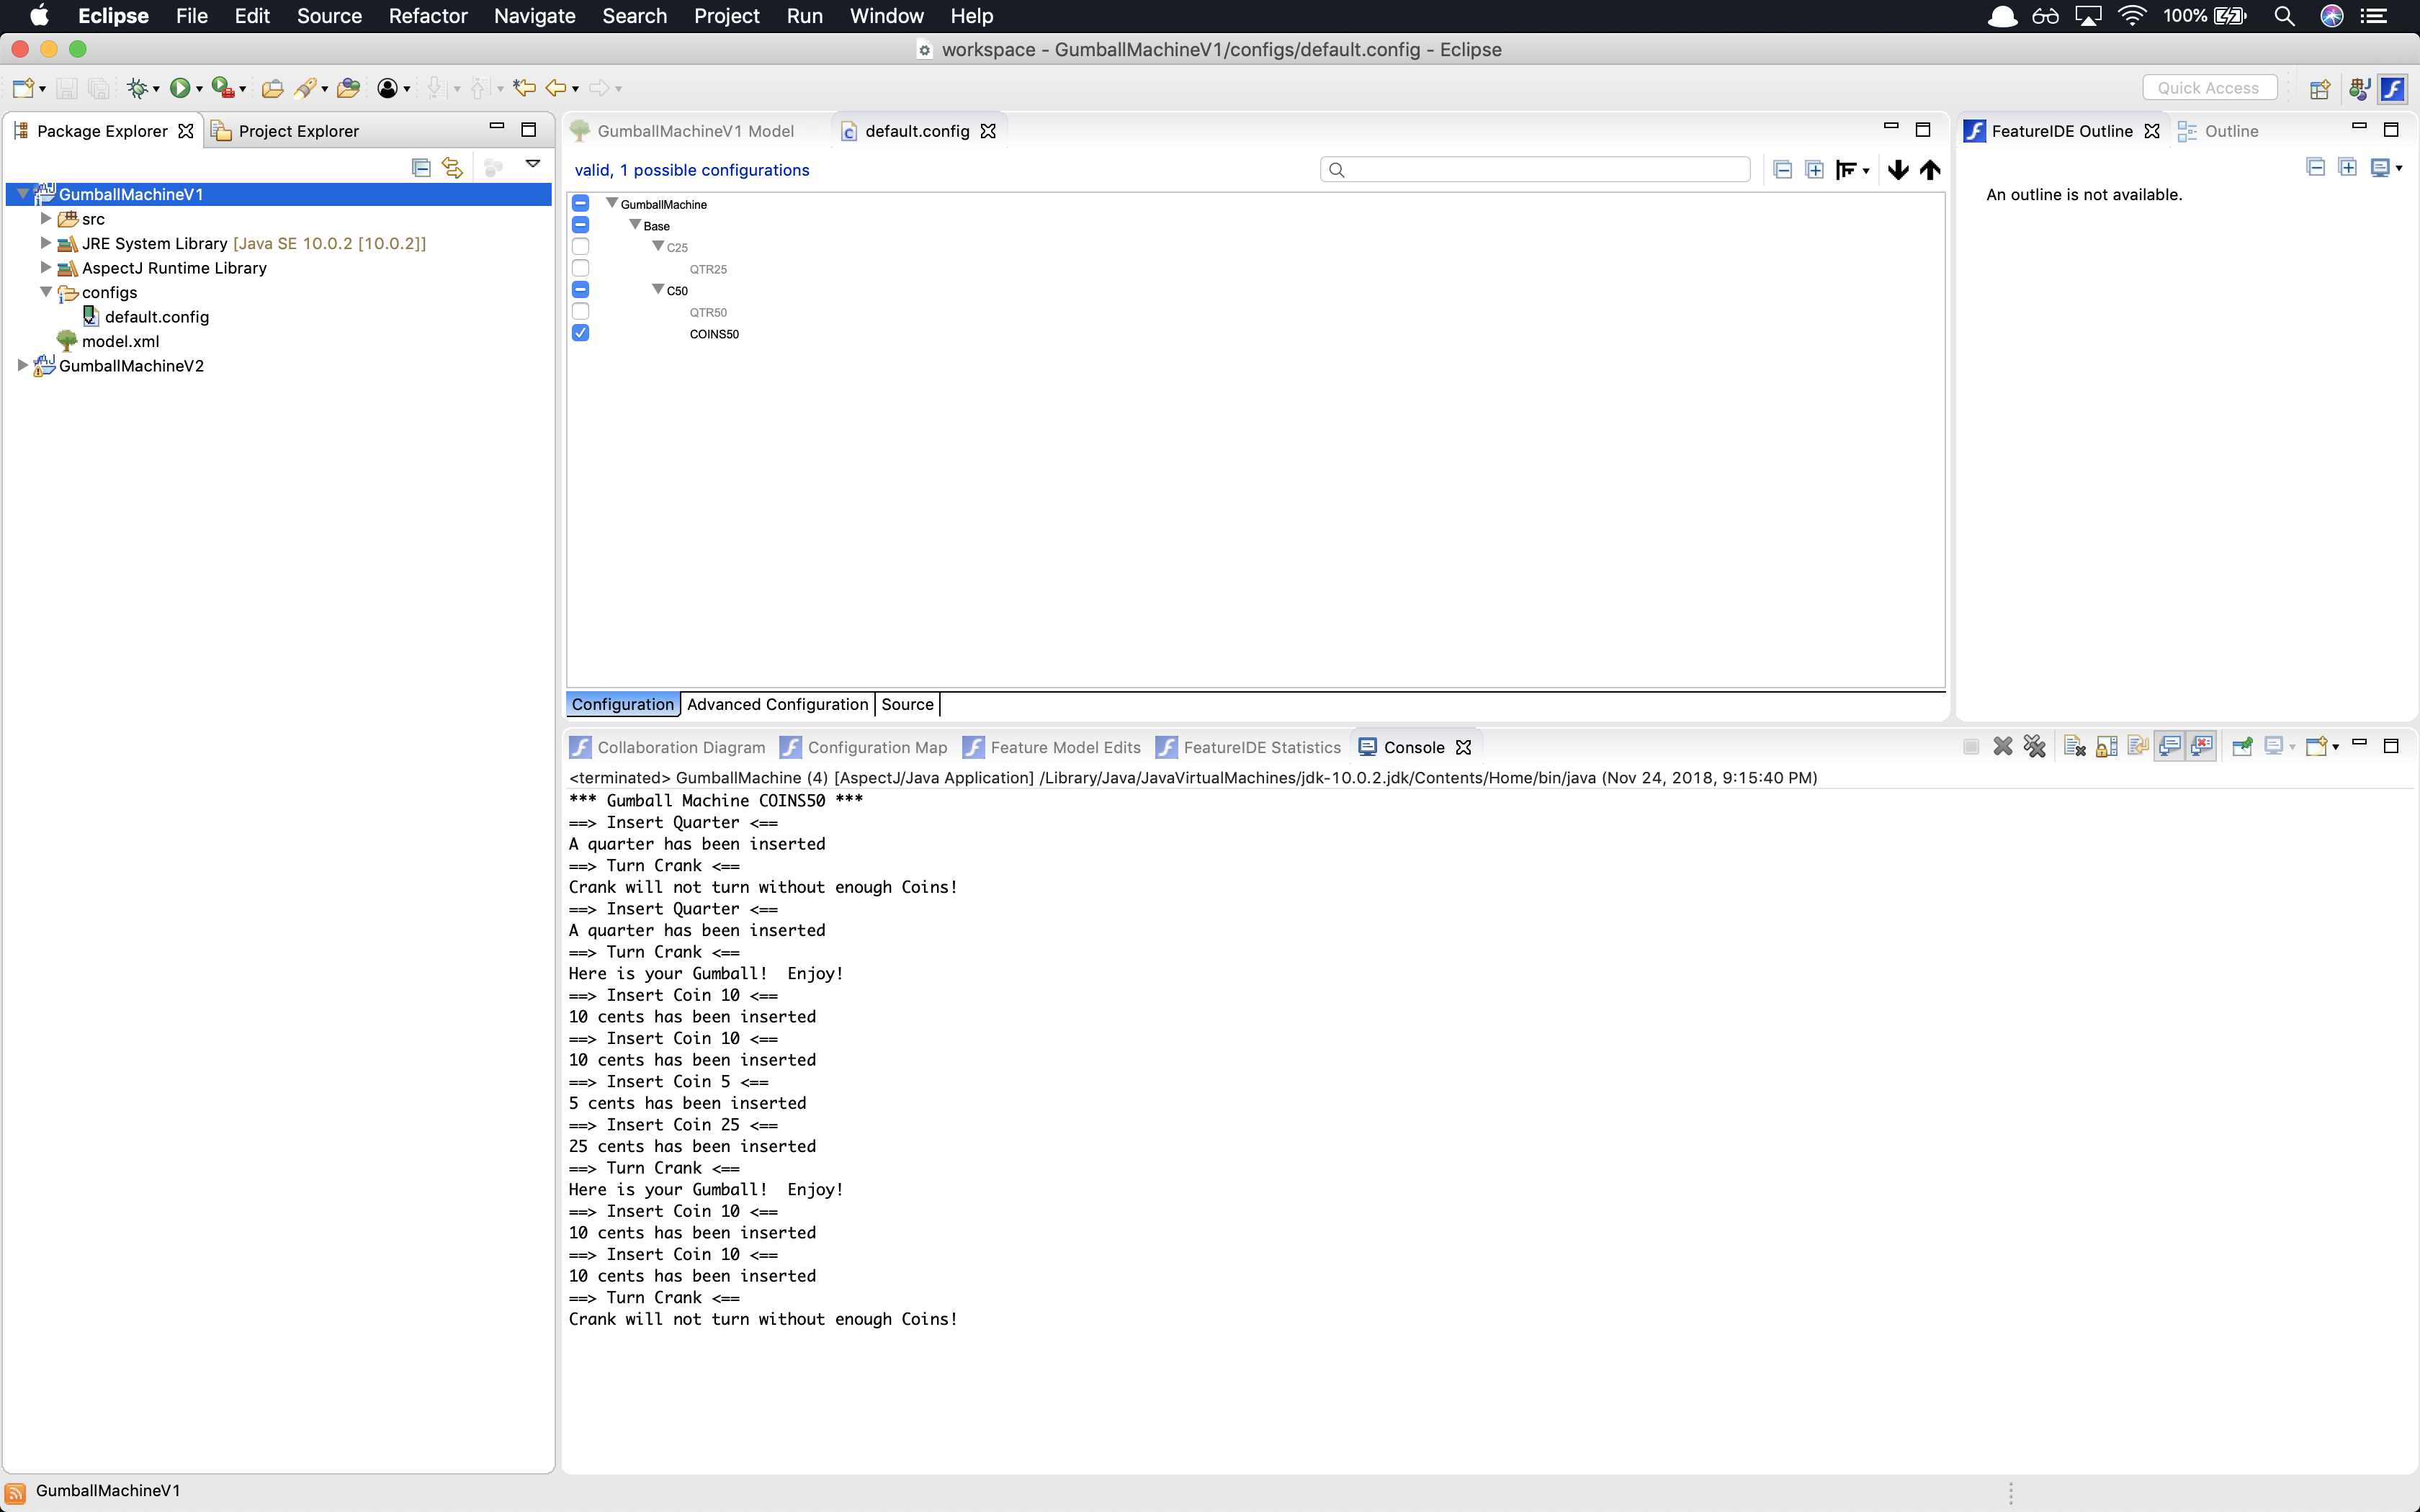 Eclipse File Edit Source Refactor Navigate Search Project Run Window Help 100%
workspace - GumballMachineV1/configs/default.config - Eclipse
Quick Access
Package Explorer Project Explorer
GumballMachineV1
src
JRE System Library [Java SE 10.0.2 [10.0.2]]
AspectJ Runtime Library
configs
default.config
model.xml
GumballMachineV2
GumballMachineV1 Model default.config
valid, 1 possible configurations
GumballMachine
Base
C25
QTR25
C50
QTR50
COINS50
Configuration Advanced Configuration Source
FeatureIDE Outline Outline
An outline is not available.
Collaboration Diagram Configuration Map Feature Model Edits FeatureIDE Statistics Console
<terminated> GumballMachine (4) [AspectJ/Java Application] /Library/Java/JavaVirtualMachines/jdk-10.0.2.jdk/Contents/Home/bin/java (Nov 24, 2018, 9:15:40 PM)
*** Gumball Machine COINS50 ***
==> Insert Quarter <==
A quarter has been inserted
==> Turn Crank <==
Crank will not turn without enough Coins!
==> Insert Quarter <==
A quarter has been inserted
==> Turn Crank <==
Here is your Gumball!  Enjoy!
==> Insert Coin 10 <==
10 cents has been inserted
==> Insert Coin 10 <==
10 cents has been inserted
==> Insert Coin 5 <==
5 cents has been inserted
==> Insert Coin 25 <==
25 cents has been inserted
==> Turn Crank <==
Here is your Gumball!  Enjoy!
==> Insert Coin 10 <==
10 cents has been inserted
==> Insert Coin 10 <==
10 cents has been inserted
==> Turn Crank <==
Crank will not turn without enough Coins!
GumballMachineV1